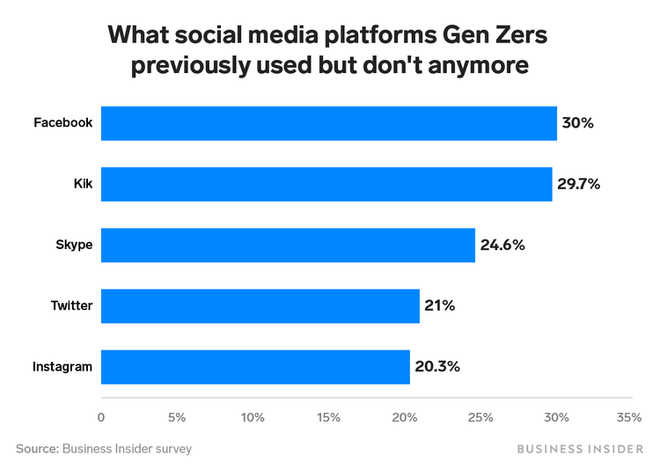 What social media platforms Gen Zers
previously used but don't anymore
Facebook 30%
Kik 29.7%
Skype 24.6%
Twitter 21%
Instagram 20.3%
0 5% 10% 15% 20% 25% 30% 35%
Source: Business Insider survey
BUSINESS INSIDER